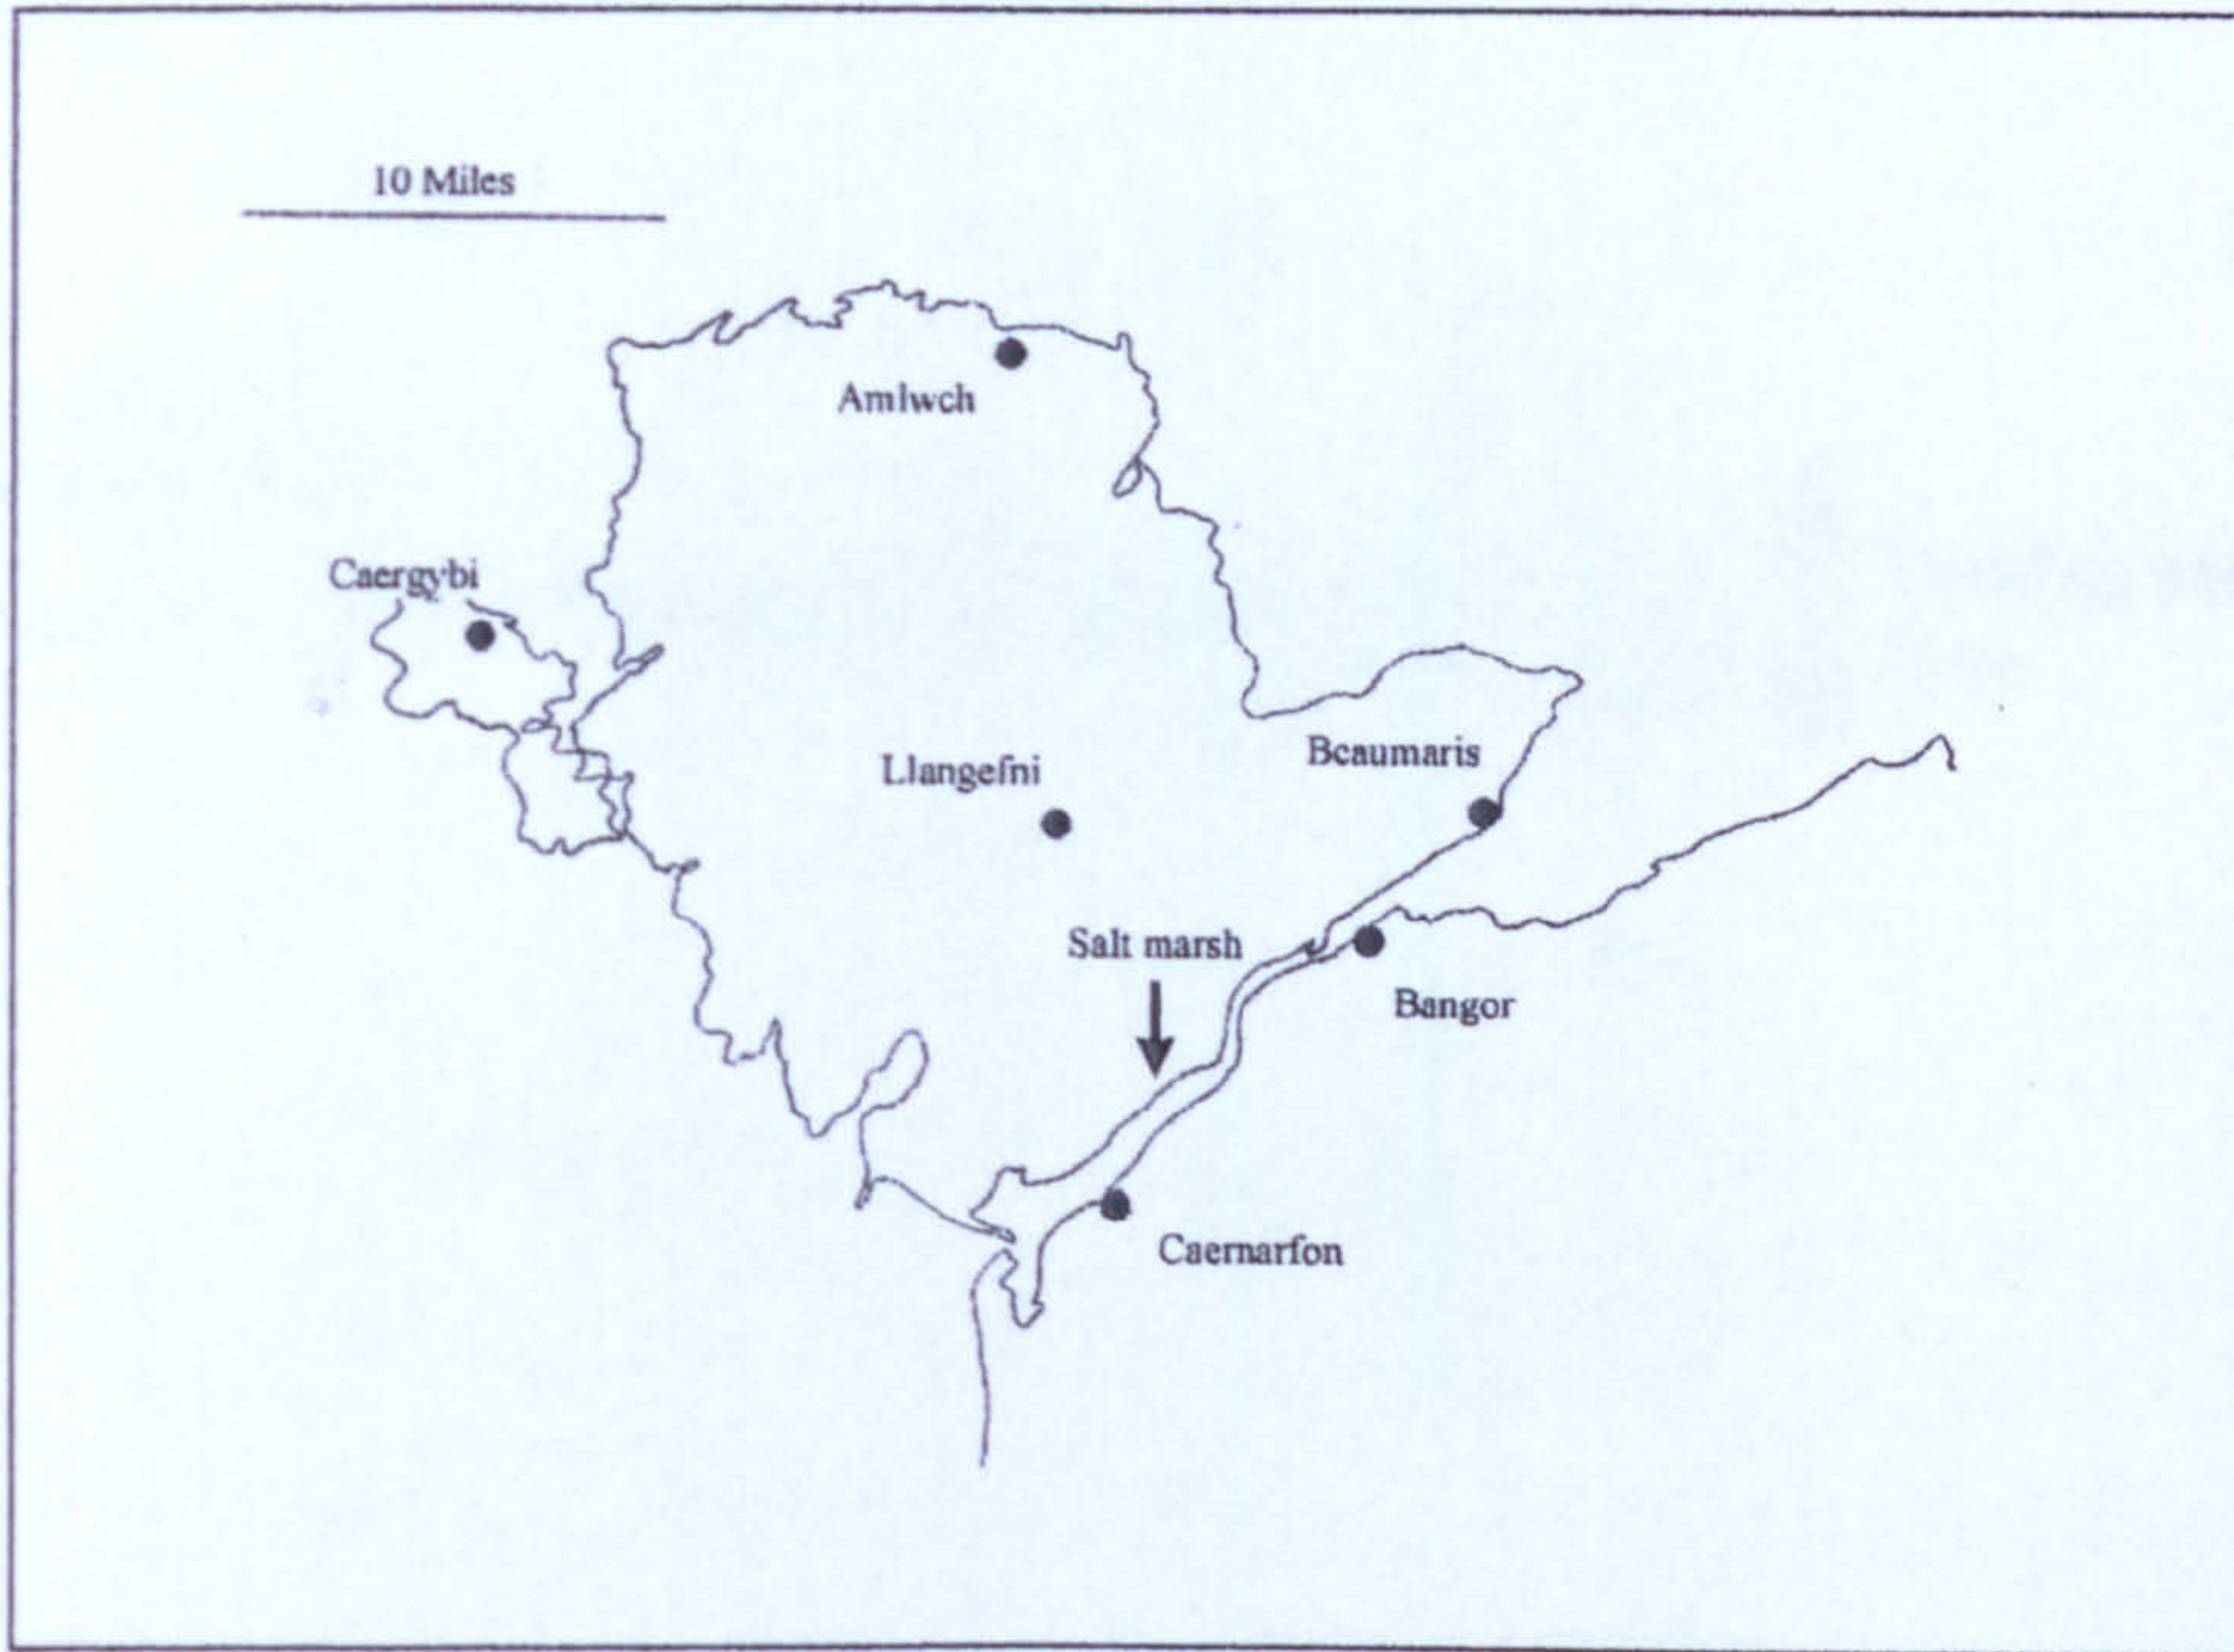 10 Miles
Amlwch
Caergybi
Llangefni
Beaumaris
Salt marsh
Bangor
Caernarfon